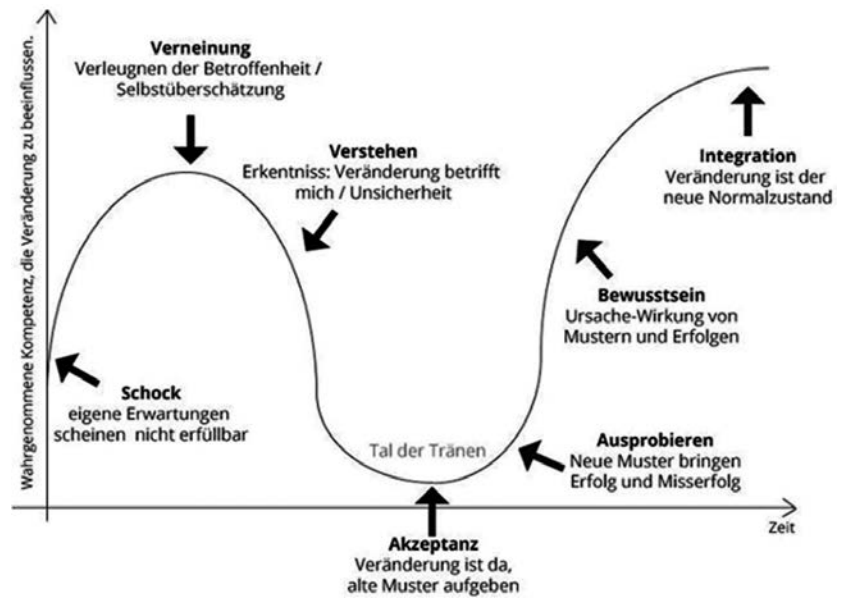 Wahrgenommene Kompetenz, die Veränderung zu beeinflussen.
Verneinung
Verleugnen der Betroffenheit /
Selbstüberschätzung
Verstehen
Erkentniss: Veränderung betrifft
mich / Unsicherheit
Integration
Veränderung ist der
neue Normalzustand
Bewusstsein
Ursache-Wirkung von
Mustern und Erfolgen
Schock
eigene Erwartungen
scheinen nicht erfüllbar
Tal der Tränen
Ausprobieren
Neue Muster bringen
Erfolg und Misserfolg
Zeit
Akzeptanz
Veränderung ist da,
alte Muster aufgeben